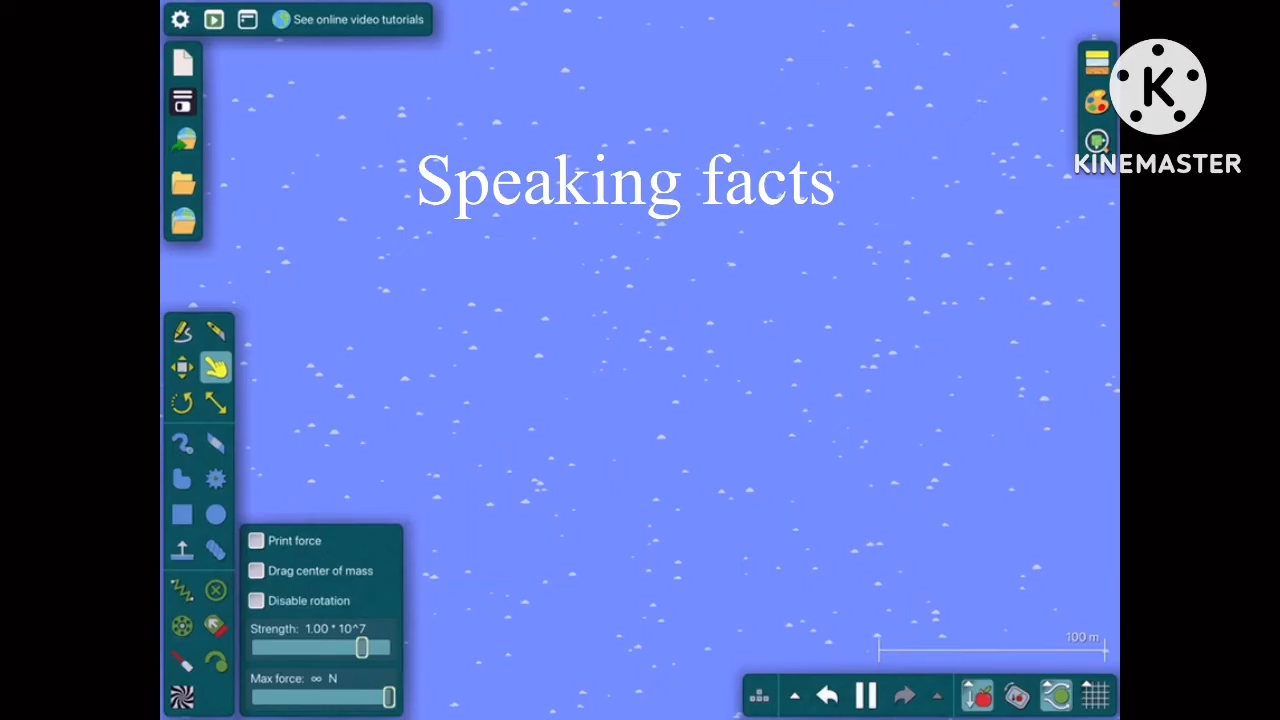 See online video tutorials
K
KINEMASTER
Speaking facts
Print force
Drag center of mass
Disable rotation
Strength: 1.00 * 10^7
Max force: ∞ N
100 m